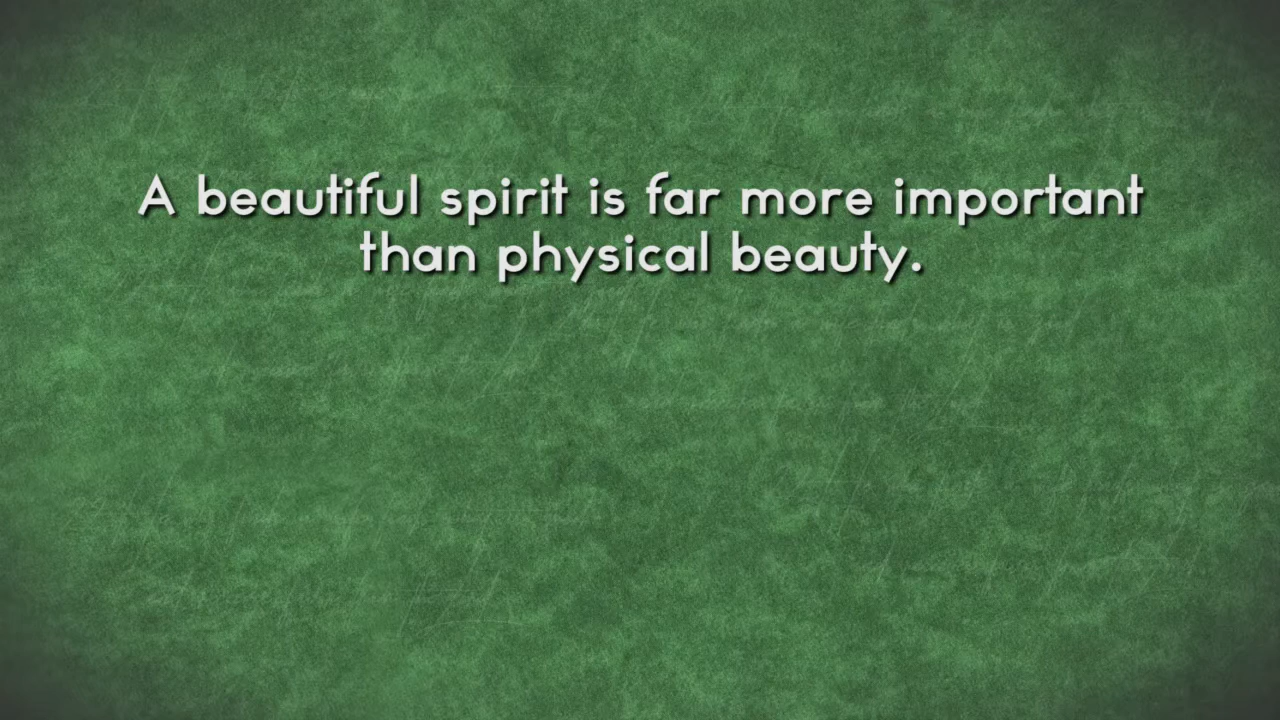 A beautiful spirit is far more important
than physical beauty.